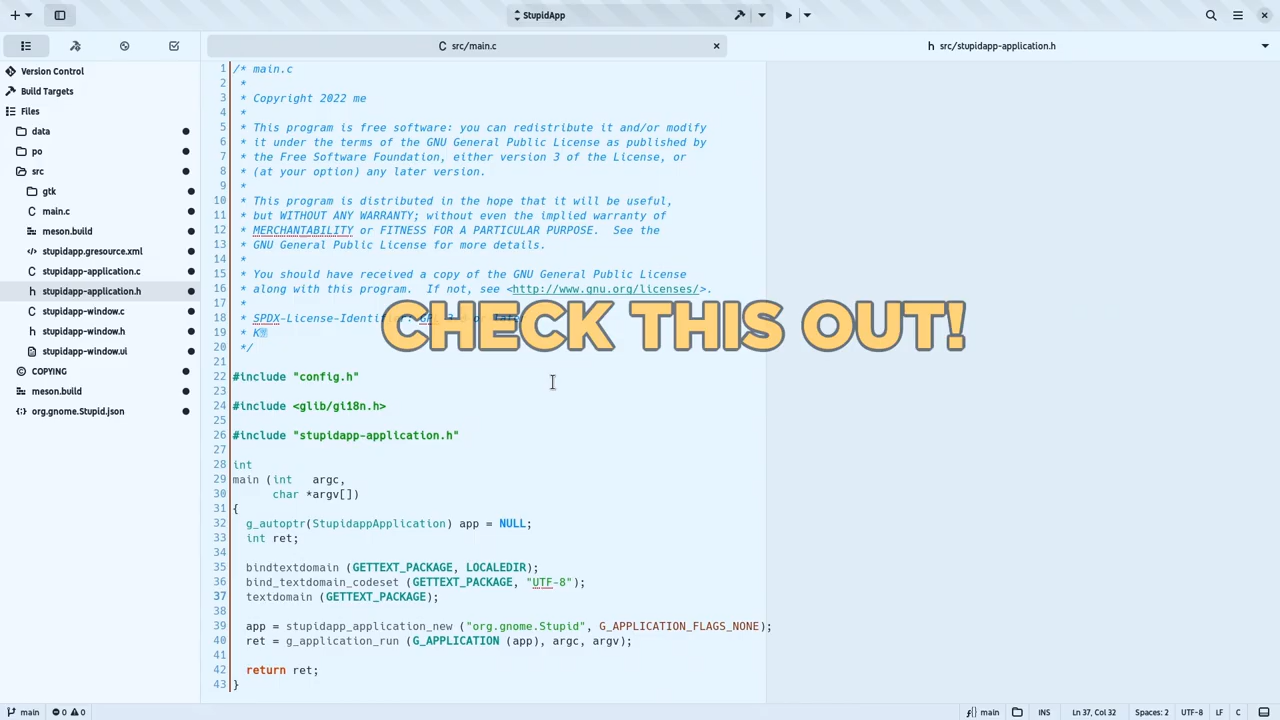 StupidApp
src/main.c
src/stupidapp-application.h
Version Control
Build Targets
Files
data
po
src
gtk
main.c
meson.build
stupidapp.gresource.xml
stupidapp-application.c
stupidapp-application.h
stupidapp-window.c
stupidapp-window.h
stupidapp-window.ui
COPYING
meson.build
org.gnome.Stupid.json
1 /* main.c
2 *
3 * Copyright 2022 me
4 *
5 * This program is free software: you can redistribute it and/or modify
6 * it under the terms of the GNU General Public License as published by
7 * the Free Software Foundation, either version 3 of the License, or
8 * (at your option) any later version.
9 *
10 * This program is distributed in the hope that it will be useful,
11 * but WITHOUT ANY WARRANTY; without even the implied warranty of
12 * MERCHANTABILITY or FITNESS FOR A PARTICULAR PURPOSE.  See the
13 * GNU General Public License for more details.
14 *
15 * You should have received a copy of the GNU General Public License
16 * along with this program.  If not, see <http://www.gnu.org/licenses/>.
17 *
18 * SPDX-License-Identifier: GPL
19 * K
20 */
CHECK THIS OUT!
21
22 #include "config.h"
23
24 #include <glib/gi18n.h>
25
26 #include "stupidapp-application.h"
27
28 int
29 main (int   argc,
30       char *argv[])
31 {
32   g_autoptr(StupidappApplication) app = NULL;
33   int ret;
34
35   bindtextdomain (GETTEXT_PACKAGE, LOCALEDIR);
36   bind_textdomain_codeset (GETTEXT_PACKAGE, "UTF-8");
37   textdomain (GETTEXT_PACKAGE);
38
39   app = stupidapp_application_new ("org.gnome.Stupid", G_APPLICATION_FLAGS_NONE);
40   ret = g_application_run (G_APPLICATION (app), argc, argv);
41
42   return ret;
43 }
main 0 0 main INS Ln 37, Col 32 Spaces: 2 UTF-8 LF C